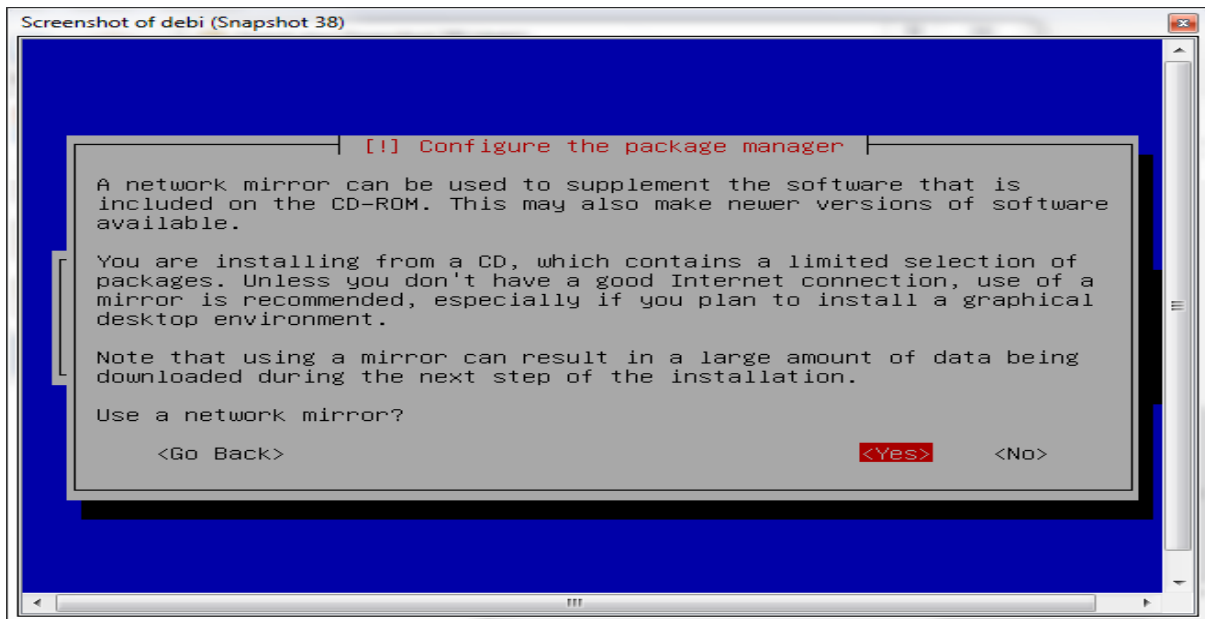 Screenshot of debi (Snapshot 38)
[!] Configure the package manager
A network mirror can be used to supplement the software that is
included on the CD-ROM. This may also make newer versions of software
available.
You are installing from a CD, which contains a limited selection of
packages. Unless you don't have a good Internet connection, use of a
mirror is recommended, especially if you plan to install a graphical
desktop environment.
Note that using a mirror can result in a large amount of data being
downloaded during the next step of the installation.
Use a network mirror?
<Go Back> <Yes> <No>